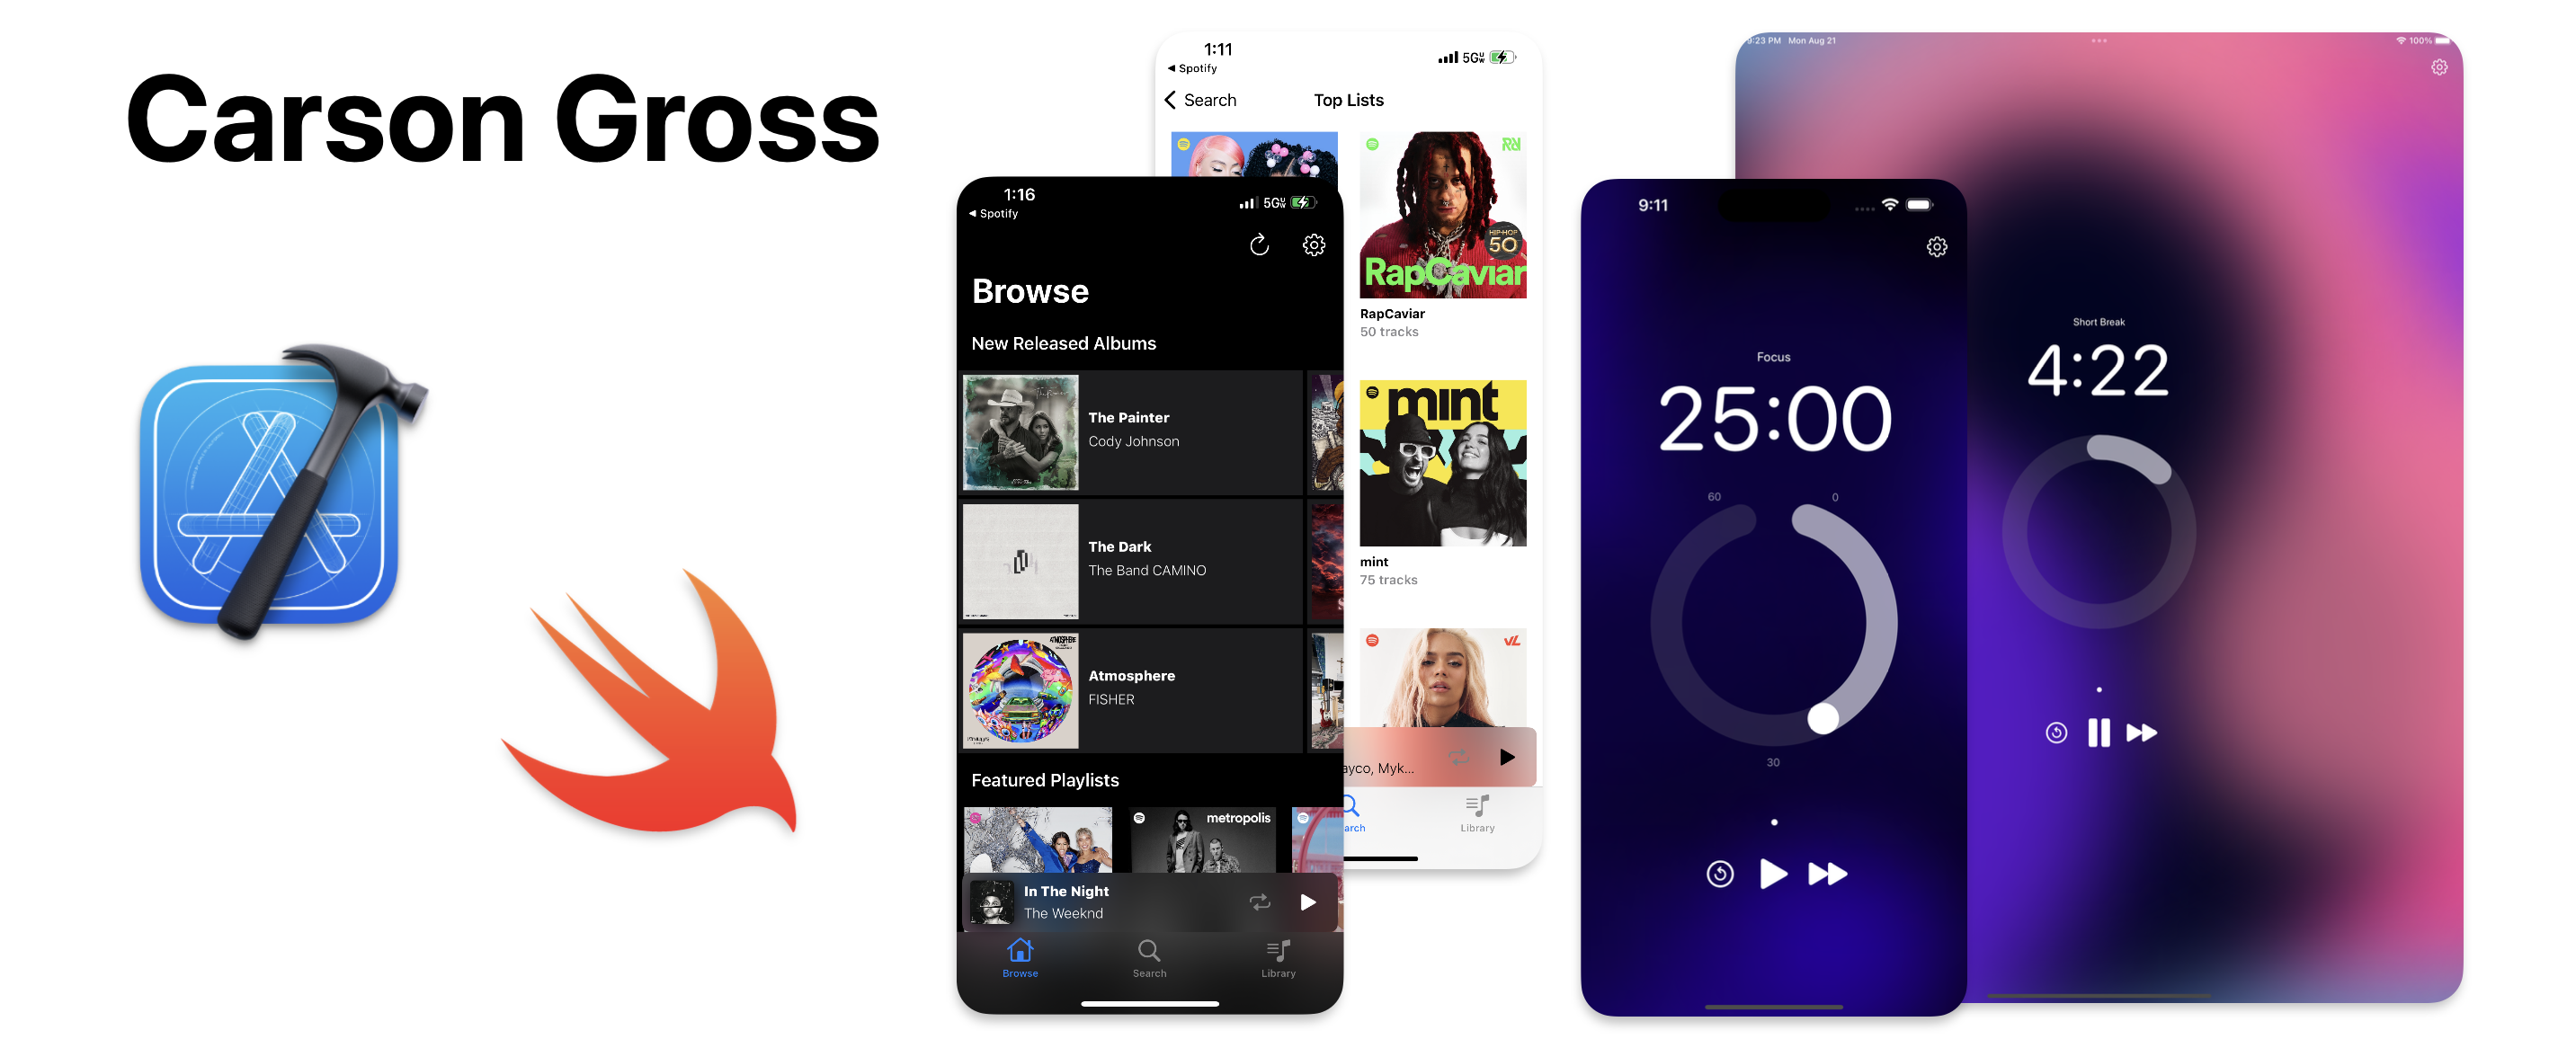 Carson Gross
1:11
Spotify
5G
Search
Top Lists
RapCaviar
HIP-HOP
50
RapCaviar
50 tracks
mint
mint
75 tracks
ayco, Myk...
arch
Library
1:16
Spotify
5G
Browse
New Released Albums
The Painter
Cody Johnson
The Dark
The Band CAMINO
ATMOSPHERE
Atmosphere
FISHER
Featured Playlists
metropolis
In The Night
The Weeknd
Browse
Search
Library
9:11
Focus
25:00
60
0
30
9:23 PM Mon Aug 21
100%
Short Break
4:22